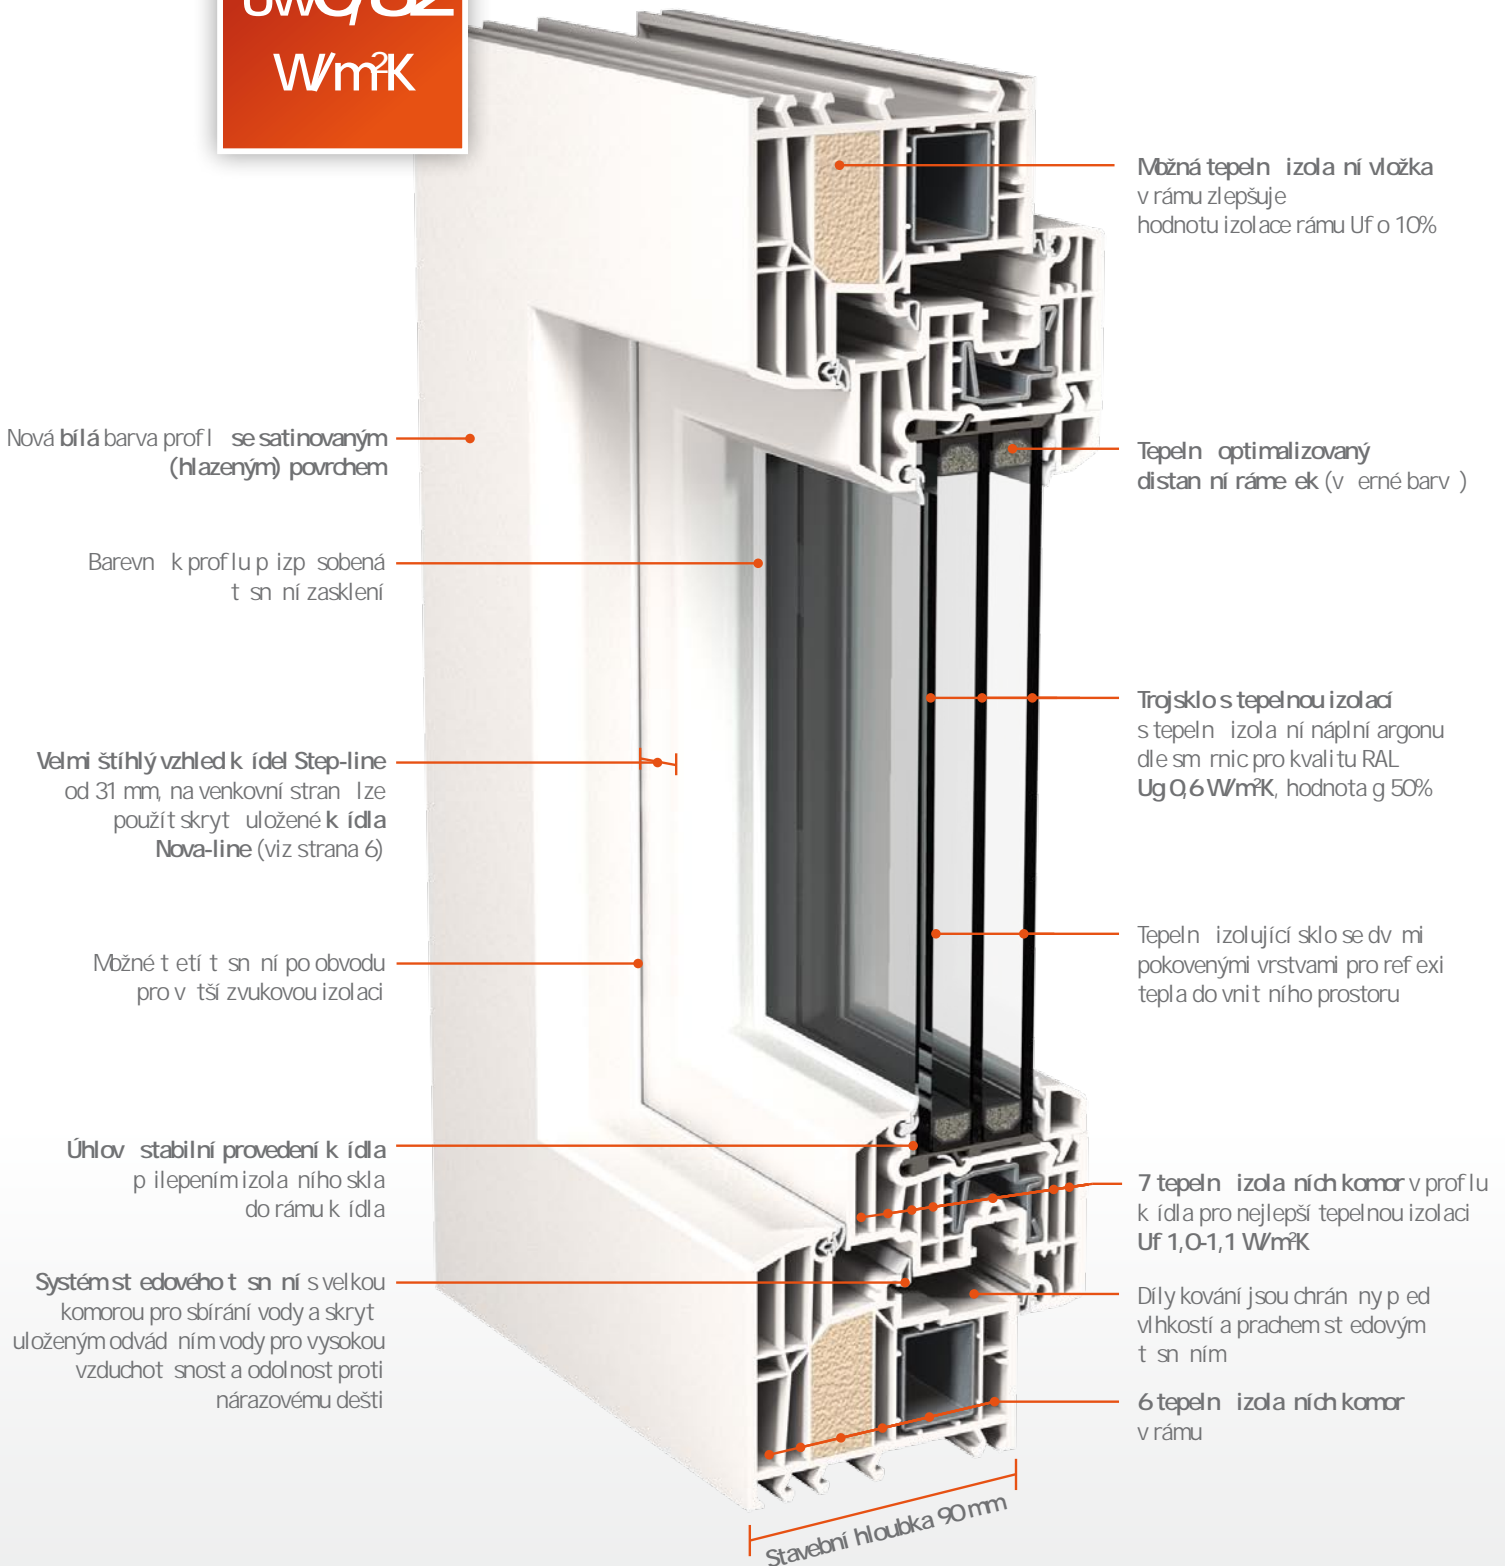 W/m²K
Možná tepeln izola ní vložka
v rámu zlepšuje
hodnotu izolace rámu Uf o 10%
Nová bílá barva profl se satinovaným
(hlazeným) povrchem
Tepeln optimalizovaný
distan ní ráme ek (v erné barv )
Barevn k proflu p izp sobená
t sn ní zasklení
Trojsklo s tepelnou izolací
s tepeln izola ní náplní argonu
dle sm rnic pro kvalitu RAL
Ug 0,6 W/m²K, hodnota g 50%
Velmi štíhlý vzhled k ídel Step-line
od 31 mm, na venkovní stran lze
použít skryt uložené k ídla
Nova-line (viz strana 6)
Tepeln izolující sklo se dv mi
pokovenými vrstvami pro ref exi
tepla do vnit ního prostoru
Možné t etí t sn ní po obvodu
pro v tší zvukovou izolaci
Úhlov stabilní provedení k ídla
p ilepením izola ního skla
do rámu k ídla
7 tepeln izola ních komor v proflu
k ídla pro nejlepší tepelnou izolaci
Uf 1,0-1,1 W/m²K
Systém st edového t sn ní s velkou
komorou pro sbírání vody a skryt
uloženým odvád ním vody pro vysokou
vzduchot snost a odolnost proti
nárazovému dešti
Díly kování jsou chrán ny p ed
vlhkostí a prachem st edovým
t sn ním
6 tepeln izola ních komor
v rámu
Stavební hloubka 90 mm